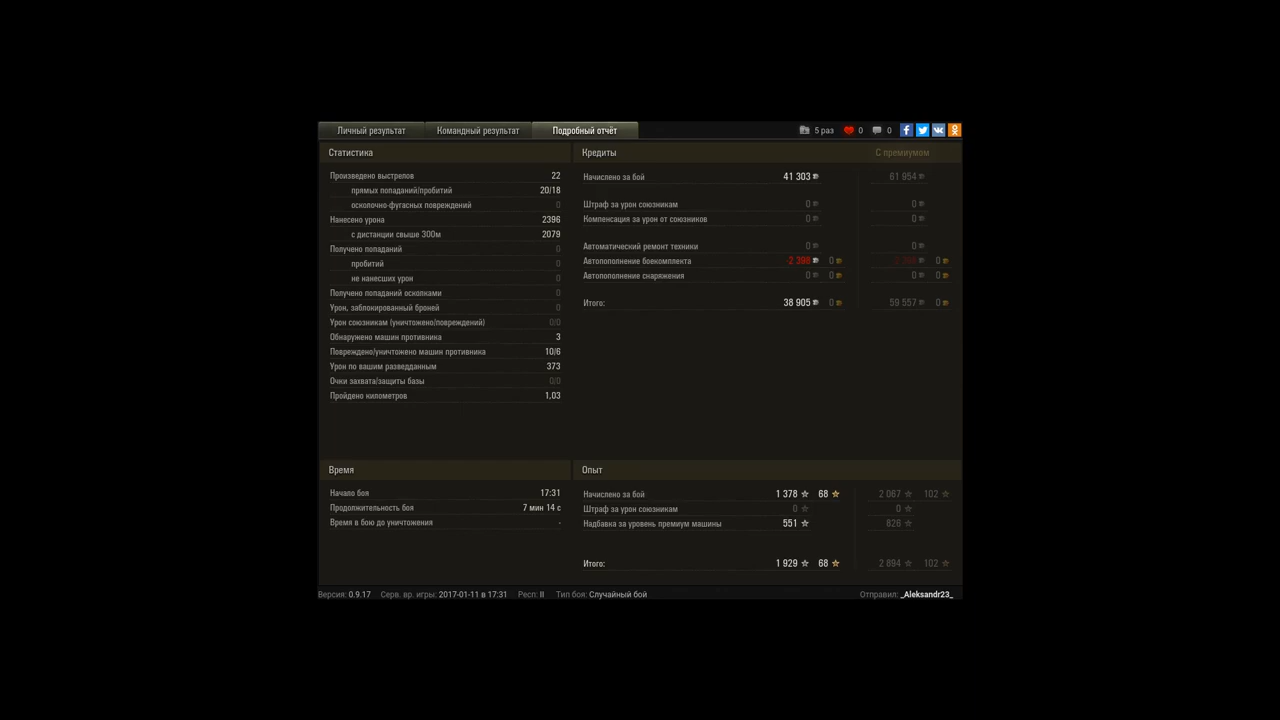 Личный результат Командный результат Подробный отчёт 5 раз 0 0
Статистика
Произведено выстрелов 22
прямых попаданий/пробитий 20/18
осколочно-фугасных повреждений 0
Нанесено урона 2396
с дистанции свыше 300м 2079
Получено попаданий 0
пробитий 0
не нанесших урон 0
Получено попаданий осколками 0
Урон, заблокированный броней 0
Урон союзникам (уничтожено/повреждений) 0/0
Обнаружено машин противника 3
Повреждено/уничтожено машин противника 10/6
Урон по вашим разведданным 373
Очки захвата/защиты базы 0/0
Пройдено километров 1,03
Кредиты С премиумом
Начислено за бой 41 303 61 954
Штраф за урон союзникам 0 0
Компенсация за урон от союзников 0 0
Автоматический ремонт техники 0 0
Автопополнение боекомплекта -2 398 0 -2 398 0
Автопополнение снаряжения 0 0 0 0
Итого: 38 905 0 59 557 0
Время
Начало боя 17:31
Продолжительность боя 7 мин 14 с
Время в бою до уничтожения -
Опыт
Начислено за бой 1 378 68 2 067 102
Штраф за урон союзникам 0 0
Надбавка за уровень премиум машины 551 826
Итого: 1 929 68 2 894 102
Версия: 0.9.17 Серв. вр. игры: 2017-01-11 в 17:31 Респ: II Тип боя: Случайный бой Отправил: _Aleksandr23_